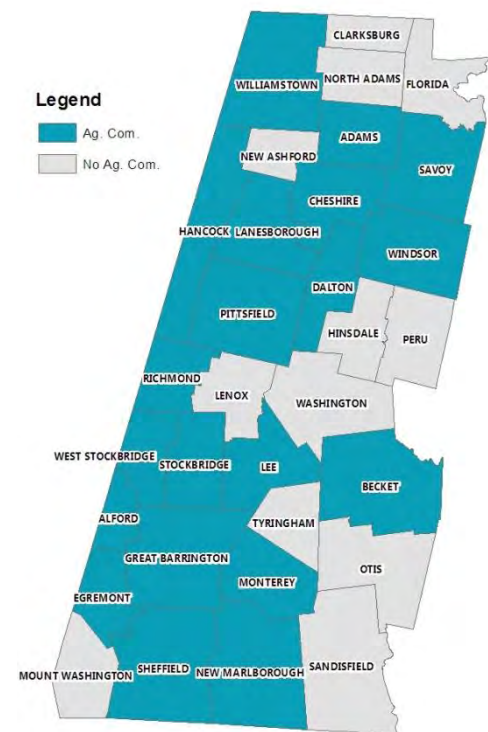 CLARKSBURG
WILLIAMSTOWN
NORTH ADAMS
FLORIDA
Legend
Ag. Com.
No Ag. Com.
ADAMS
NEW ASHFORD
SAVOY
CHESHIRE
HANCOCK
LANESBOROUGH
WINDSOR
DALTON
PITTSFIELD
HINSDALE
PERU
RICHMOND
LENOX
WASHINGTON
WEST STOCKBRIDGE
STOCKBRIDGE
LEE
BECKET
ALFORD
TYRINGHAM
GREAT BARRINGTON
OTIS
MONTEREY
EGREMONT
MOUNT WASHINGTON
SHEFFIELD
NEW MARLBOROUGH
SANDISFIELD